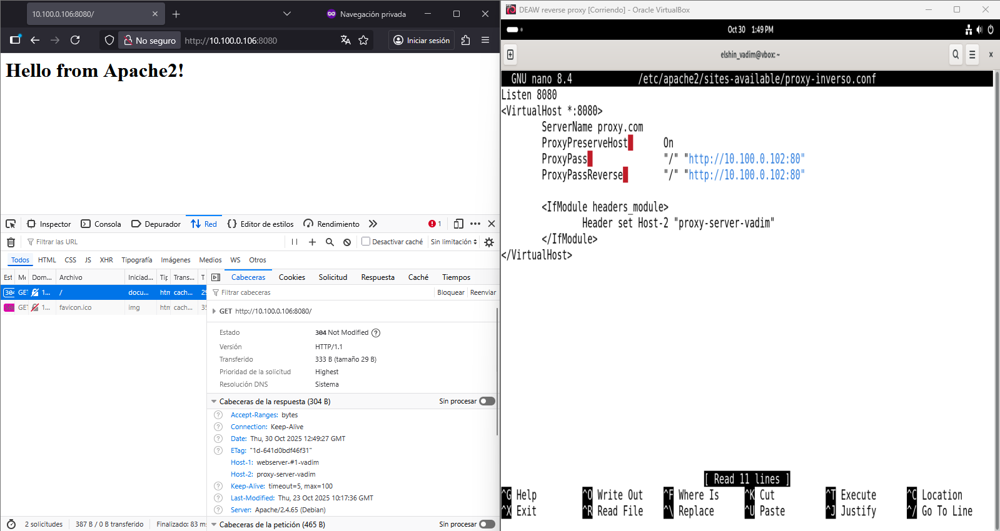 10.100.0.106:8080/
Navegación privada
No seguro
http://10.100.0.106:8080
Iniciar sesión
Hello from Apache2!
Inspector
Consola
Depurador
Red
Editor de estilos
Rendimiento
1
Filtrar las URL
Desactivar caché
Sin limitación
Todos HTML CSS JS XHR Tipografía Imágenes Medios WS Otros
Est Me Dom... Archivo Iniciad... Tip Trans... T
304 GET 1... / docu... htm cach... 29
GET 1... favicon.ico img htm cach... 35
Cabeceras Cookies Solicitud Respuesta Caché Tiempos
Filtrar cabeceras
Bloquear Reenviar
GET http://10.100.0.106:8080/
Estado 304 Not Modified
Versión HTTP/1.1
Transferido 333 B (tamaño 29 B)
Prioridad de la solicitud Highest
Resolución DNS Sistema
Cabeceras de la respuesta (304 B) Sin procesar
Accept-Ranges: bytes
Connection: Keep-Alive
Date: Thu, 30 Oct 2025 12:49:27 GMT
ETag: "1d-641d0bdf46f31"
Host-1: webserver-#1-vadim
Host-2: proxy-server-vadim
Keep-Alive: timeout=5, max=100
Last-Modified: Thu, 23 Oct 2025 10:17:36 GMT
Server: Apache/2.4.65 (Debian)
Cabeceras de la petición (465 B) Sin procesar
2 solicitudes 387 B / 0 B transferido Finalizado: 83 ms
DEAW reverse proxy [Corriendo] - Oracle VirtualBox
Oct 30 1:49 PM
elshin_vadim@vbox: ~
GNU nano 8.4 /etc/apache2/sites-available/proxy-inverso.conf
Listen 8080
<VirtualHost *:8080>
ServerName proxy.com
ProxyPreserveHost On
ProxyPass "/" "http://10.100.0.102:80"
ProxyPassReverse "/" "http://10.100.0.102:80"
<IfModule headers_module>
Header set Host-2 "proxy-server-vadim"
</IfModule>
</VirtualHost>
[ Read 11 lines ]
^G Help ^O Write Out ^F Where Is ^K Cut ^T Execute ^C Location
^X Exit ^R Read File ^\ Replace ^U Paste ^J Justify ^/ Go To Line